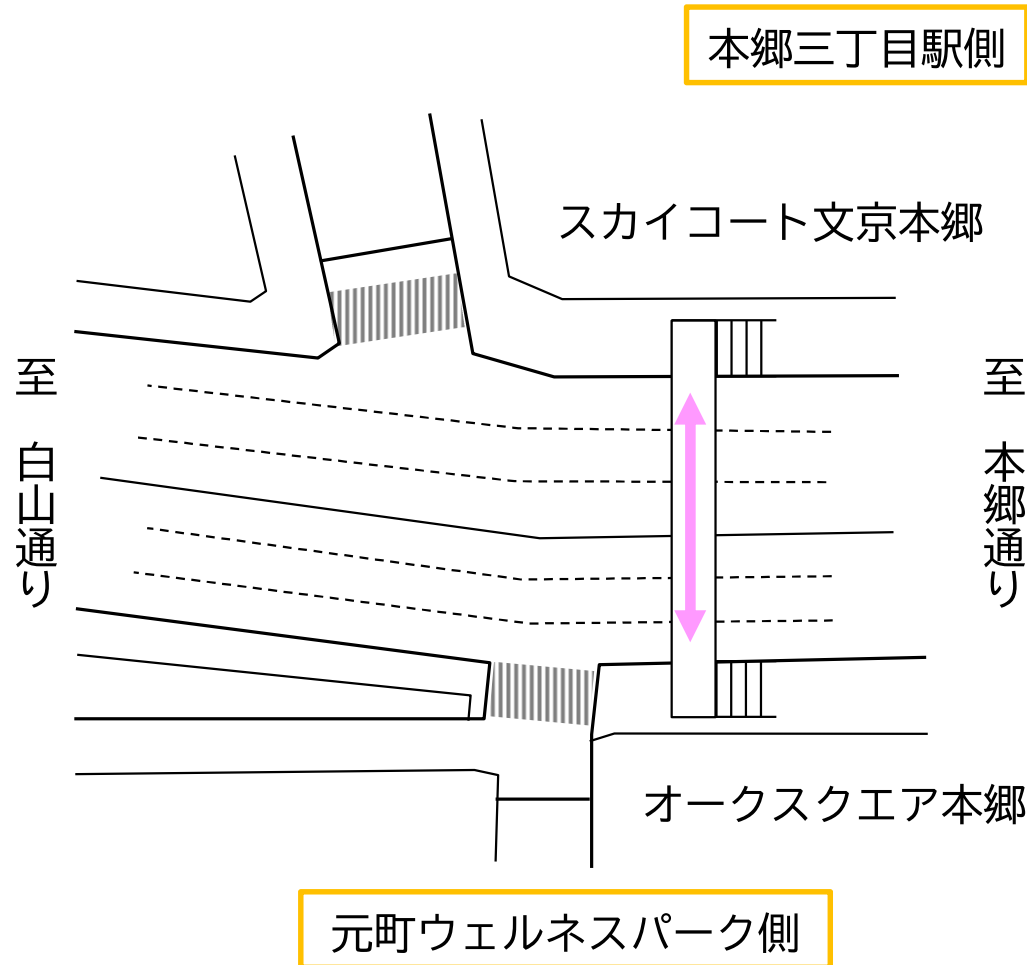 本郷三丁目駅側
スカイコート文京本郷
至 白山通り
至 本郷通り
オークスクエア本郷
元町ウェルネスパーク側